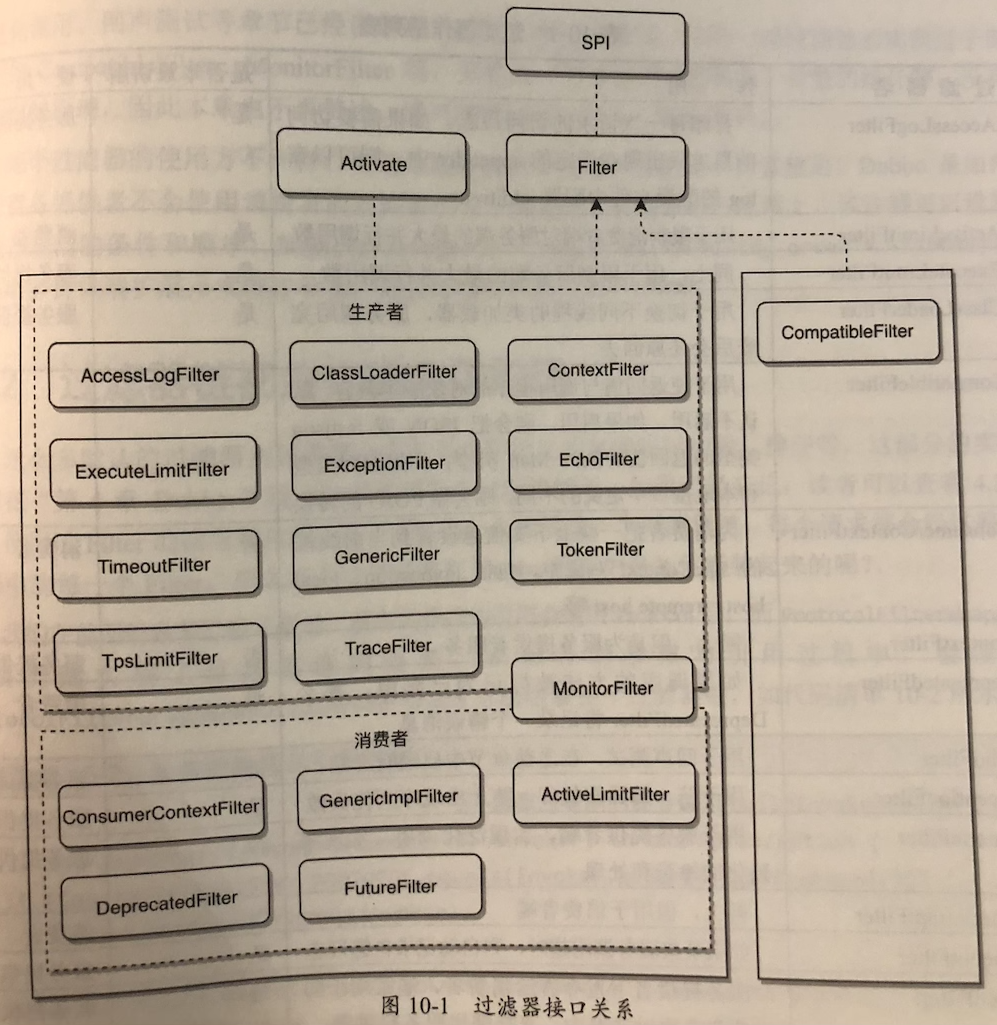 SPI
Activate
Filter
生产者
CompatibleFilter
AccessLogFilter
ClassLoaderFilter
ContextFilter
ExecuteLimitFilter
ExceptionFilter
EchoFilter
TimeoutFilter
GenericFilter
TokenFilter
TpsLimitFilter
TraceFilter
MonitorFilter
消费者
ConsumerContextFilter
GenericImplFilter
ActiveLimitFilter
DeprecatedFilter
FutureFilter
图 10-1 过滤器接口关系